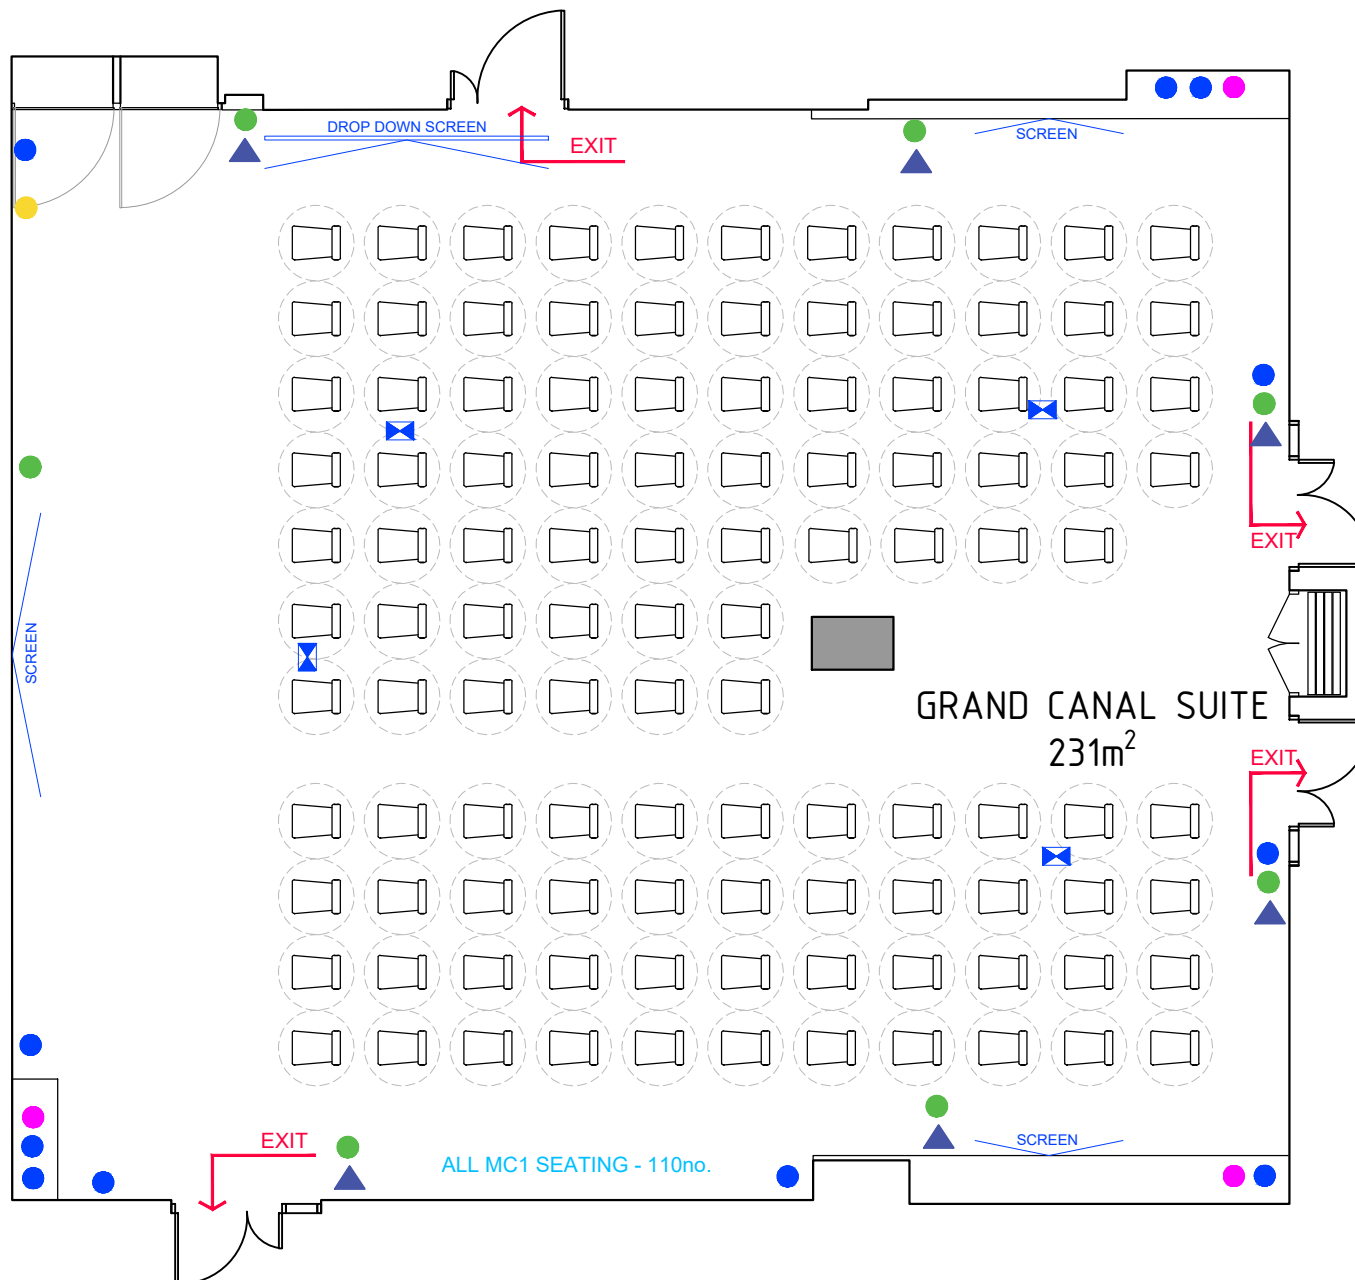 DROP DOWN SCREEN
EXIT
SCREEN
EXIT
SCREEN
GRAND CANAL SUITE
231m²
EXIT
EXIT
SCREEN
ALL MC1 SEATING - 110no.